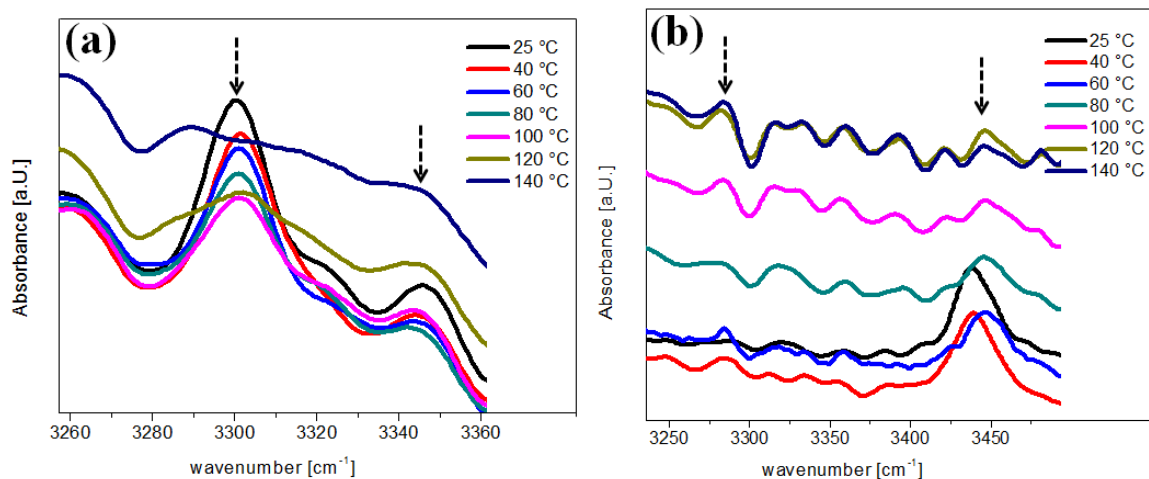 (a)
25 °C
40 °C
60 °C
80 °C
100 °C
120 °C
140 °C
Absorbance [a.U.]
3260 3280 3300 3320 3340 3360
wavenumber [cm⁻¹]
(b)
25 °C
40 °C
60 °C
80 °C
100 °C
120 °C
140 °C
Absorbance [a.U.]
3250 3300 3350 3400 3450
wavenumber [cm⁻¹]